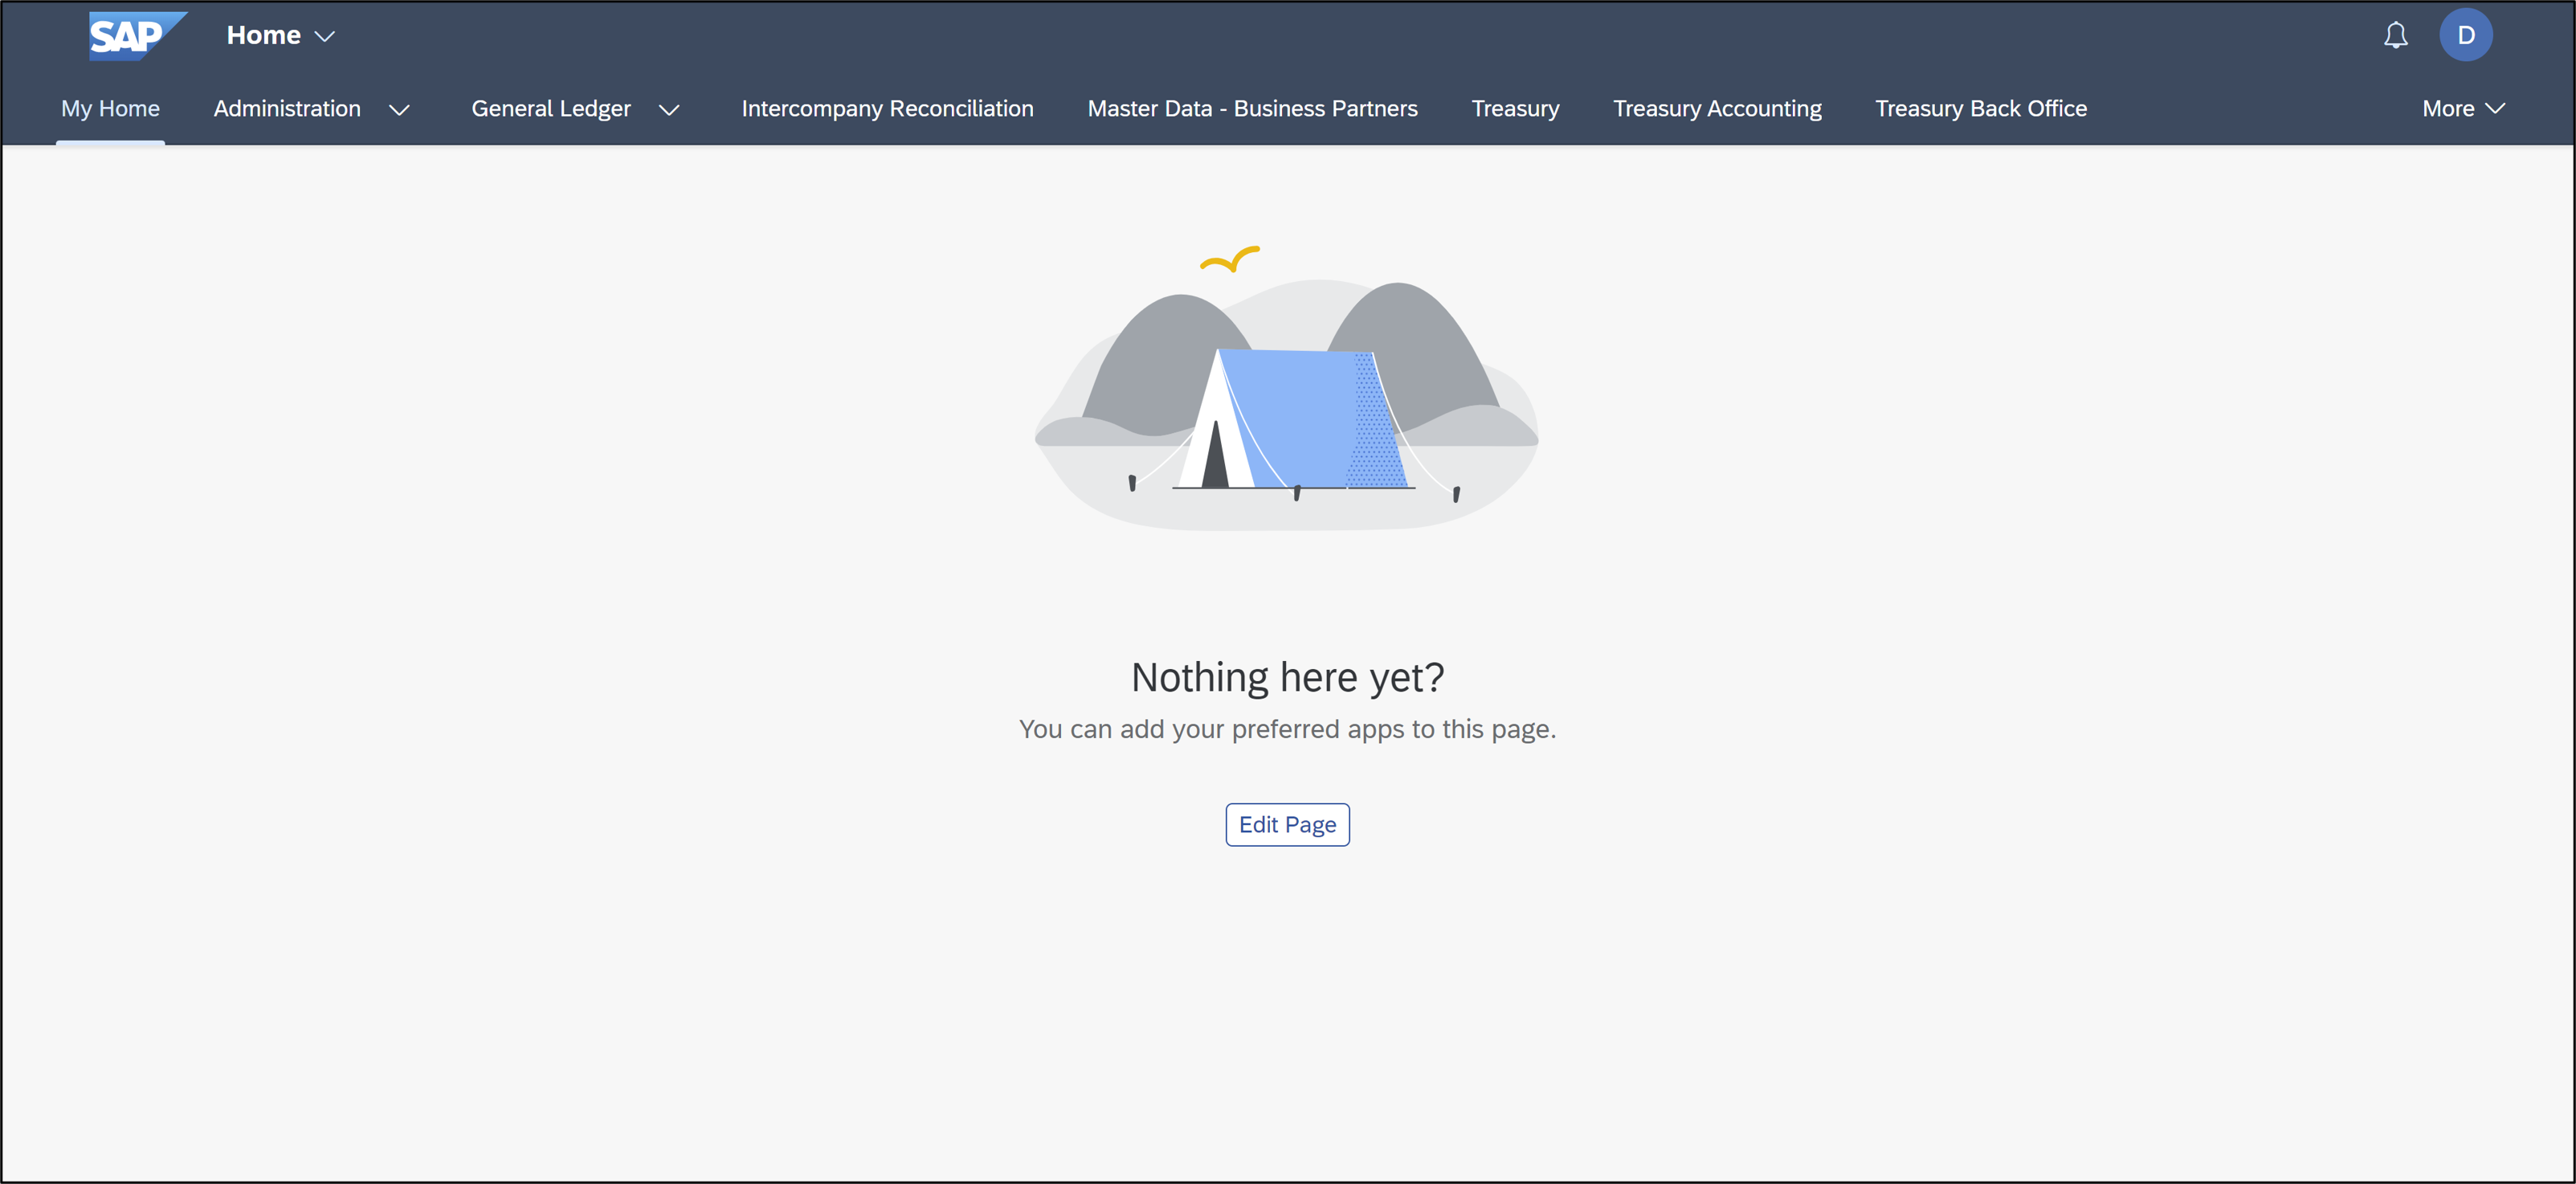 SAP Home
D
My Home Administration General Ledger Intercompany Reconciliation Master Data - Business Partners Treasury Treasury Accounting Treasury Back Office More
Nothing here yet?
You can add your preferred apps to this page.
Edit Page